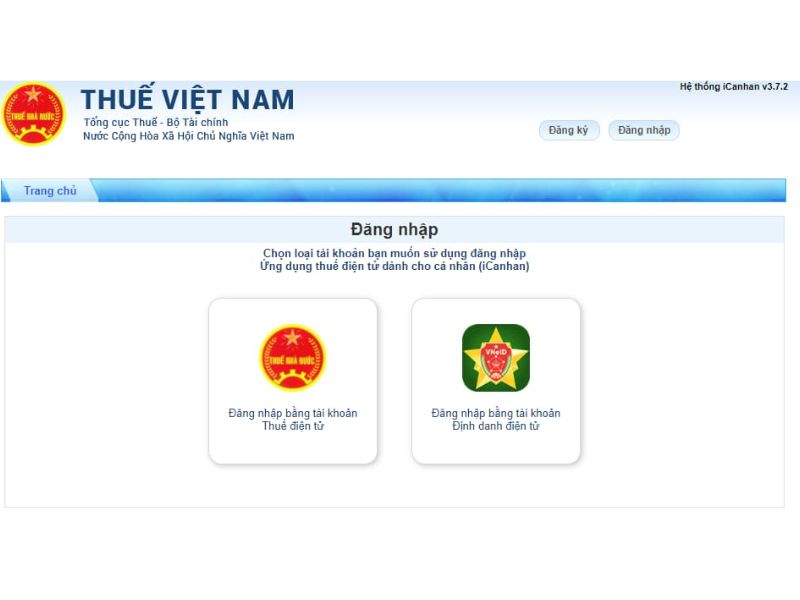 Hệ thống iCanhan v3.7.2
THUẾ NHÀ NƯỚC
THUẾ VIỆT NAM
Tổng cục Thuế - Bộ Tài chính
Nước Cộng Hòa Xã Hội Chủ Nghĩa Việt Nam
Đăng ký
Đăng nhập
Trang chủ
Đăng nhập
Chọn loại tài khoản bạn muốn sử dụng đăng nhập
Ứng dụng thuế điện tử dành cho cá nhân (iCanhan)
THUẾ NHÀ NƯỚC
Đăng nhập bằng tài khoản
Thuế điện tử
VNeID
Đăng nhập bằng tài khoản
Định danh điện tử